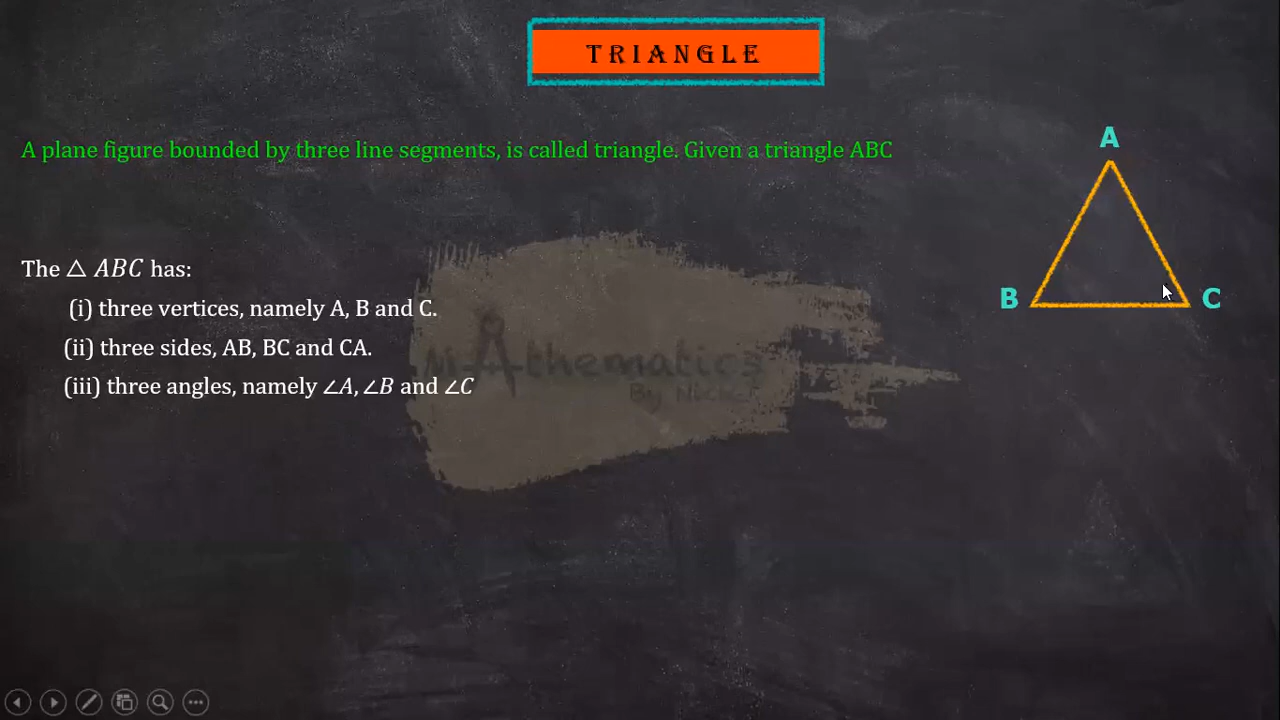 TRIANGLE
A plane figure bounded by three line segments, is called triangle. Given a triangle ABC
A
B
C
The △ ABC has:
(i) three vertices, namely A, B and C.
(ii) three sides, AB, BC and CA.
(iii) three angles, namely ∠A, ∠B and ∠C
MAthematics